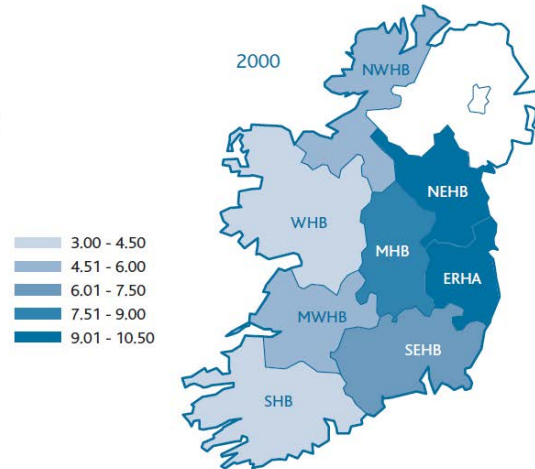 2000
NWHB
NEHB
WHB
MHB
ERHA
MWHB
SEHB
SHB
3.00 - 4.50
4.51 - 6.00
6.01 - 7.50
7.51 - 9.00
9.01 - 10.50